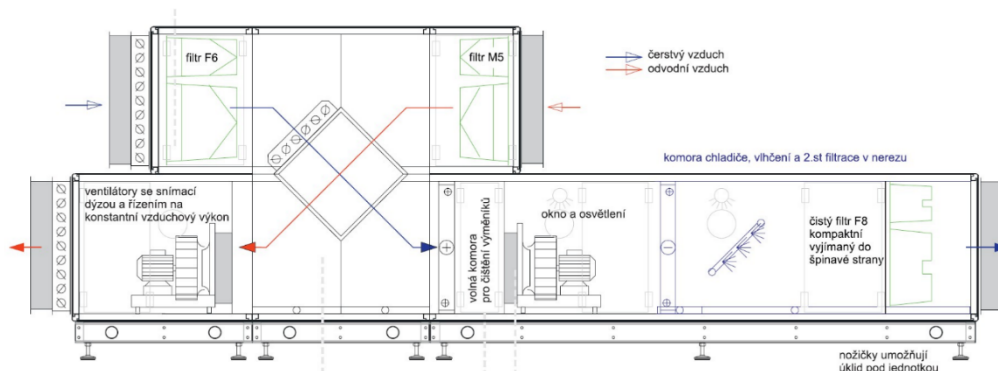 filtr F6
filtr M5
čerstvý vzduch
odvodní vzduch
komora chladiče, vlhčení a 2.st filtrace v nerezu
ventilátory se snímací
dýzou a řízením na
konstantní vzduchový výkon
volná komora
pro čištění výměníků
okno a osvětlení
čistý filtr F8
kompaktní
vyjímaný do
špinavé strany
nožičky umožňují
úklid pod jednotkou